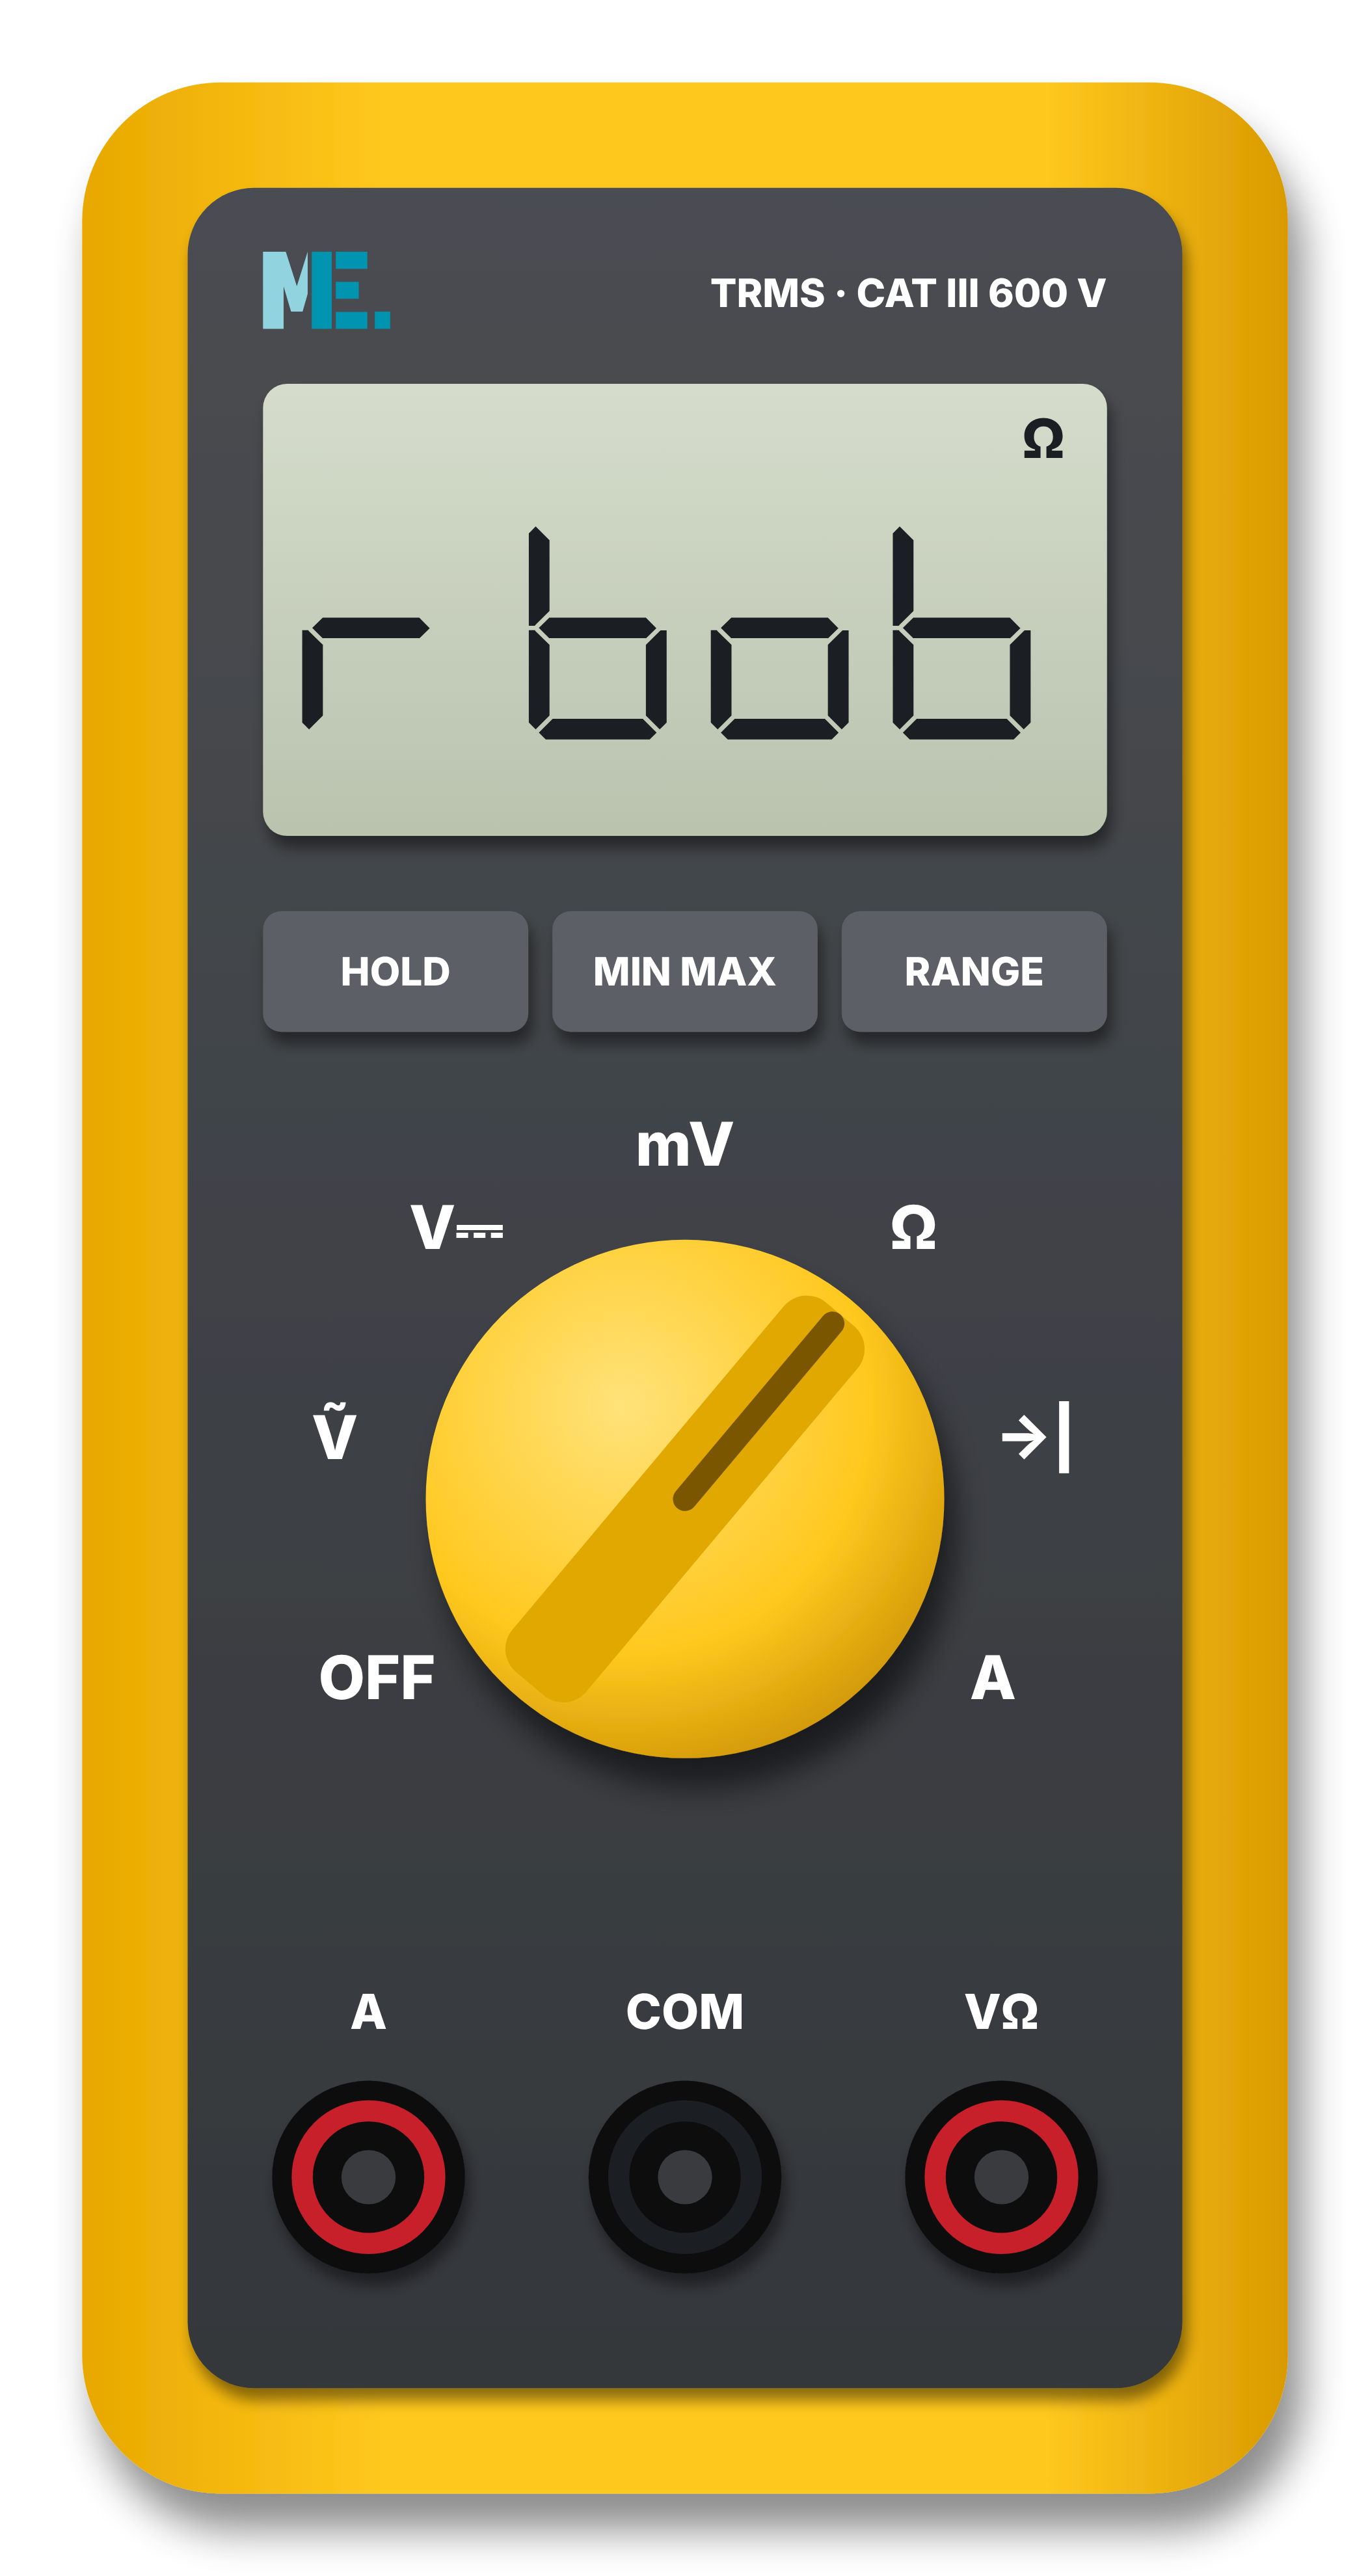 ME.
TRMS · CAT III 600 V
Ω
r bob
HOLD MIN MAX RANGE
mV
V⎓ Ω
Ṽ →|
OFF A
A COM VΩ